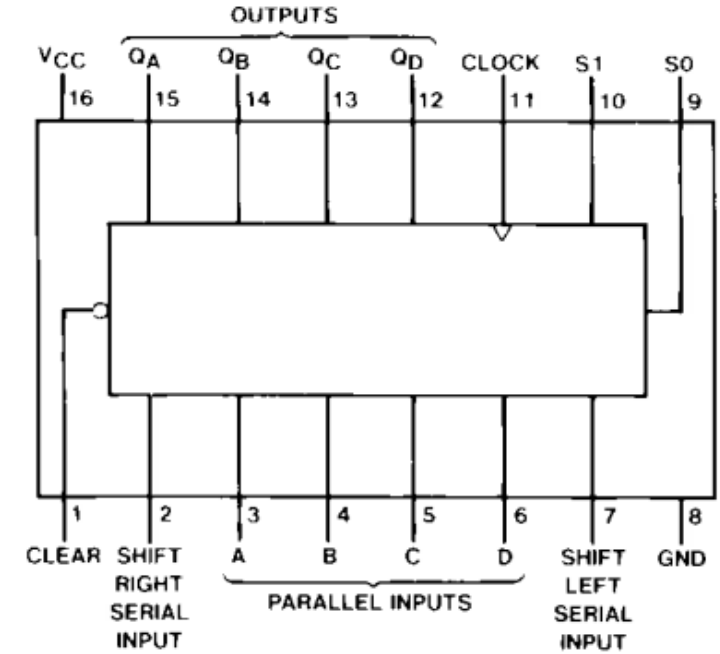 OUTPUTS
VCC QA QB QC QD CLOCK S1 S0
16 15 14 13 12 11 10 9
1 2 3 4 5 6 7 8
CLEAR SHIFT A B C D SHIFT GND
RIGHT LEFT
PARALLEL INPUTS
SERIAL SERIAL
INPUT INPUT